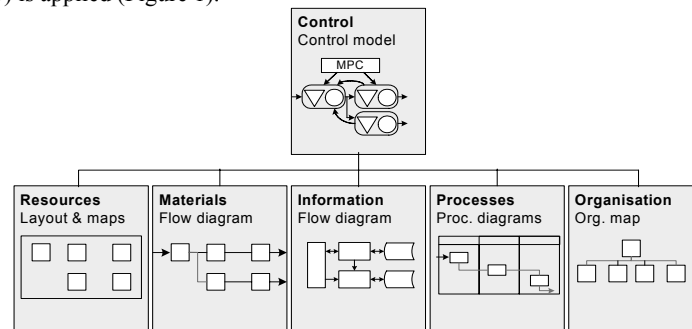 ) is applied (Figure 1).
Control
Control model
MPC
Resources
Layout & maps
Materials
Flow diagram
Information
Flow diagram
Processes
Proc. diagrams
Organisation
Org. map